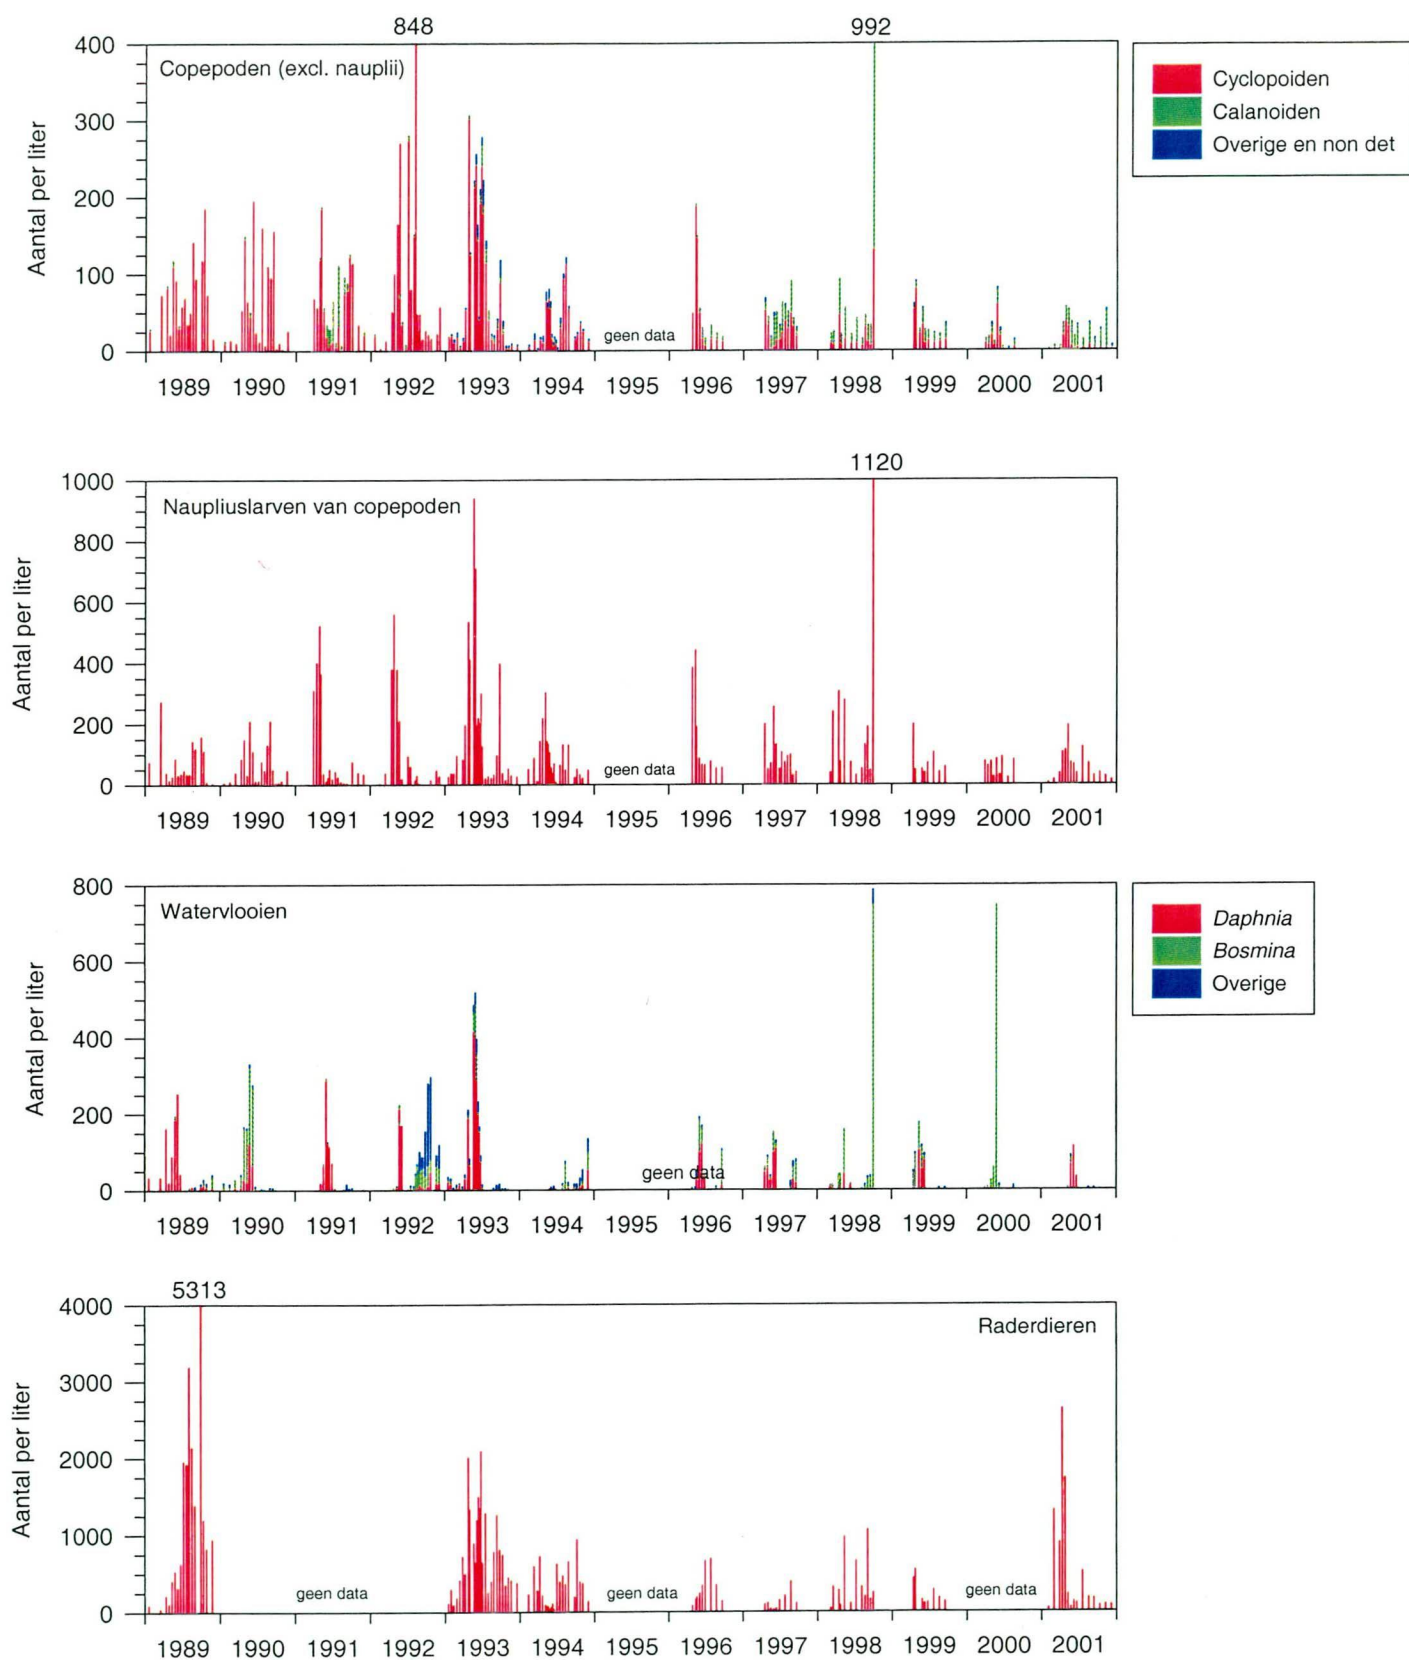 848 992
400
300
200
100
0
Aantal per liter
Copepoden (excl. nauplii)
geen data
1989 1990 1991 1992 1993 1994 1995 1996 1997 1998 1999 2000 2001
Cyclopoiden
Calanoiden
Overige en non det
1120
1000
800
600
400
200
0
Aantal per liter
Naupliuslarven van copepoden
geen data
1989 1990 1991 1992 1993 1994 1995 1996 1997 1998 1999 2000 2001
800
600
400
200
0
Aantal per liter
Watervlooien
geen data
1989 1990 1991 1992 1993 1994 1995 1996 1997 1998 1999 2000 2001
Daphnia
Bosmina
Overige
5313
4000
3000
2000
1000
0
Aantal per liter
Raderdieren
geen data geen data geen data
1989 1990 1991 1992 1993 1994 1995 1996 1997 1998 1999 2000 2001